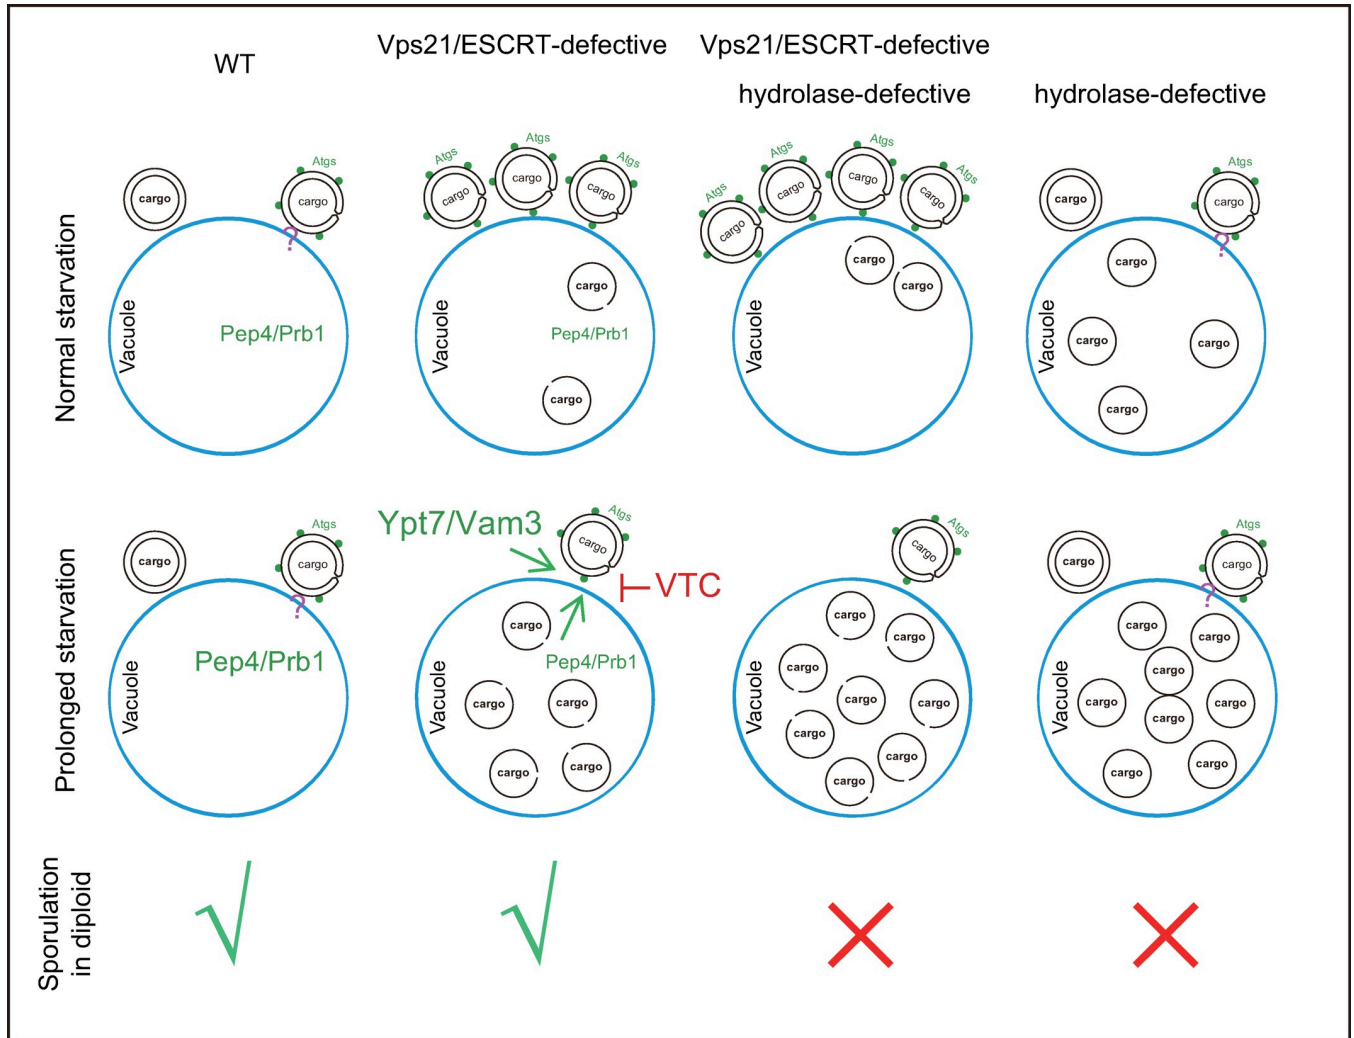 WT
Vps21/ESCRT-defective
Vps21/ESCRT-defective
hydrolase-defective
hydrolase-defective
Normal starvation
cargo
Atgs
cargo
?
Vacuole
Pep4/Prb1
Atgs
cargo
Atgs
cargo
Atgs
cargo
Vacuole
cargo
Pep4/Prb1
cargo
Atgs
cargo
Atgs
cargo
Atgs
cargo
Atgs
cargo
Vacuole
cargo
cargo
cargo
Atgs
cargo
?
Vacuole
cargo
cargo
cargo
cargo
Prolonged starvation
cargo
Atgs
cargo
?
Vacuole
Pep4/Prb1
Ypt7/Vam3
Atgs
cargo
VTC
Vacuole
cargo
Pep4/Prb1
cargo
cargo
cargo
cargo
Atgs
cargo
Vacuole
cargo
cargo
cargo
cargo
cargo
cargo
cargo
cargo
cargo
Atgs
cargo
?
Vacuole
cargo
cargo
cargo
cargo
cargo
cargo
cargo
cargo
Sporulation
in diploid